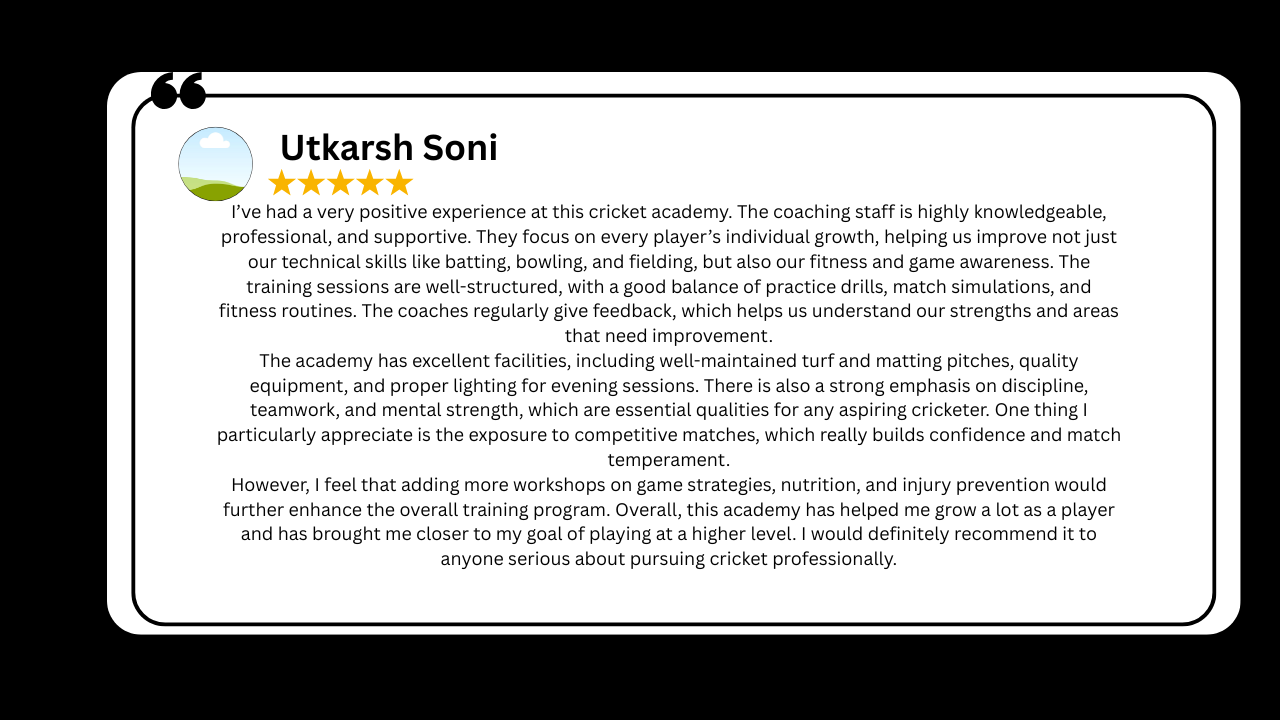 ❝
Utkarsh Soni
★★★★★
I’ve had a very positive experience at this cricket academy. The coaching staff is highly knowledgeable,
professional, and supportive. They focus on every player’s individual growth, helping us improve not just
our technical skills like batting, bowling, and fielding, but also our fitness and game awareness. The
training sessions are well-structured, with a good balance of practice drills, match simulations, and
fitness routines. The coaches regularly give feedback, which helps us understand our strengths and areas
that need improvement.
The academy has excellent facilities, including well-maintained turf and matting pitches, quality
equipment, and proper lighting for evening sessions. There is also a strong emphasis on discipline,
teamwork, and mental strength, which are essential qualities for any aspiring cricketer. One thing I
particularly appreciate is the exposure to competitive matches, which really builds confidence and match
temperament.
However, I feel that adding more workshops on game strategies, nutrition, and injury prevention would
further enhance the overall training program. Overall, this academy has helped me grow a lot as a player
and has brought me closer to my goal of playing at a higher level. I would definitely recommend it to
anyone serious about pursuing cricket professionally.